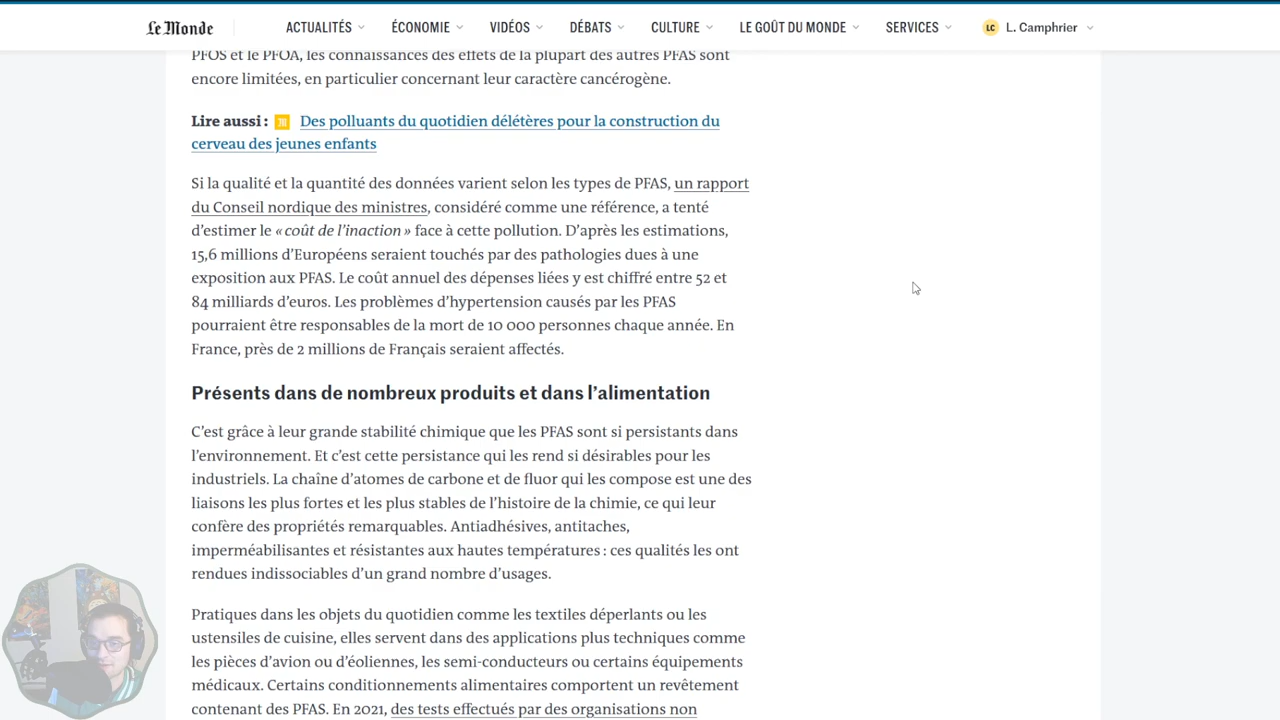 Le Monde
ACTUALITÉS ÉCONOMIE VIDÉOS DÉBATS CULTURE LE GOÛT DU MONDE SERVICES LC L. Camphrier
PFOS et le PFOA, les connaissances des effets de la plupart des autres PFAS sont
encore limitées, en particulier concernant leur caractère cancérogène.
Lire aussi : Des polluants du quotidien délétères pour la construction du
cerveau des jeunes enfants
Si la qualité et la quantité des données varient selon les types de PFAS, un rapport
du Conseil nordique des ministres, considéré comme une référence, a tenté
d’estimer le « coût de l’inaction » face à cette pollution. D’après les estimations,
15,6 millions d’Européens seraient touchés par des pathologies dues à une
exposition aux PFAS. Le coût annuel des dépenses liées y est chiffré entre 52 et
84 milliards d’euros. Les problèmes d’hypertension causés par les PFAS
pourraient être responsables de la mort de 10 000 personnes chaque année. En
France, près de 2 millions de Français seraient affectés.
Présents dans de nombreux produits et dans l’alimentation
C’est grâce à leur grande stabilité chimique que les PFAS sont si persistants dans
l’environnement. Et c’est cette persistance qui les rend si désirables pour les
industriels. La chaîne d’atomes de carbone et de fluor qui les compose est une des
liaisons les plus fortes et les plus stables de l’histoire de la chimie, ce qui leur
confère des propriétés remarquables. Antiadhésives, antitaches,
imperméabilisantes et résistantes aux hautes températures : ces qualités les ont
rendues indissociables d’un grand nombre d’usages.
Pratiques dans les objets du quotidien comme les textiles déperlants ou les
ustensiles de cuisine, elles servent dans des applications plus techniques comme
les pièces d’avion ou d’éoliennes, les semi-conducteurs ou certains équipements
médicaux. Certains conditionnements alimentaires comportent un revêtement
contenant des PFAS. En 2021, des tests effectués par des organisations non